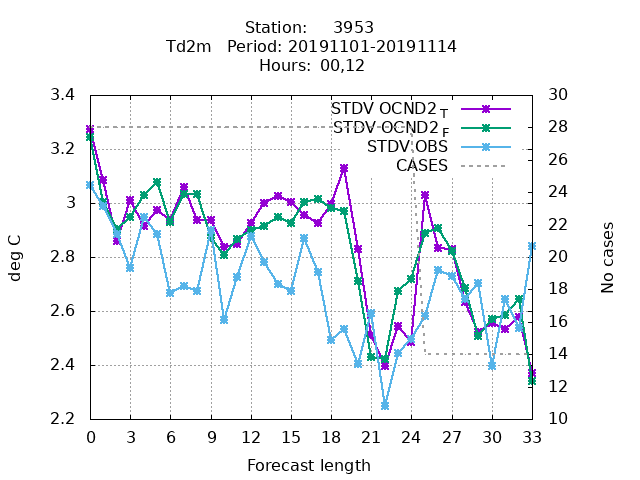 Station: 3953
Td2m Period: 20191101-20191114
Hours: 00,12
STDV OCND2_T
STDV OCND2_F
STDV OBS
CASES
deg C
No cases
3.4
3.2
3
2.8
2.6
2.4
2.2
30
28
26
24
22
20
18
16
14
12
10
0 3 6 9 12 15 18 21 24 27 30 33
Forecast length